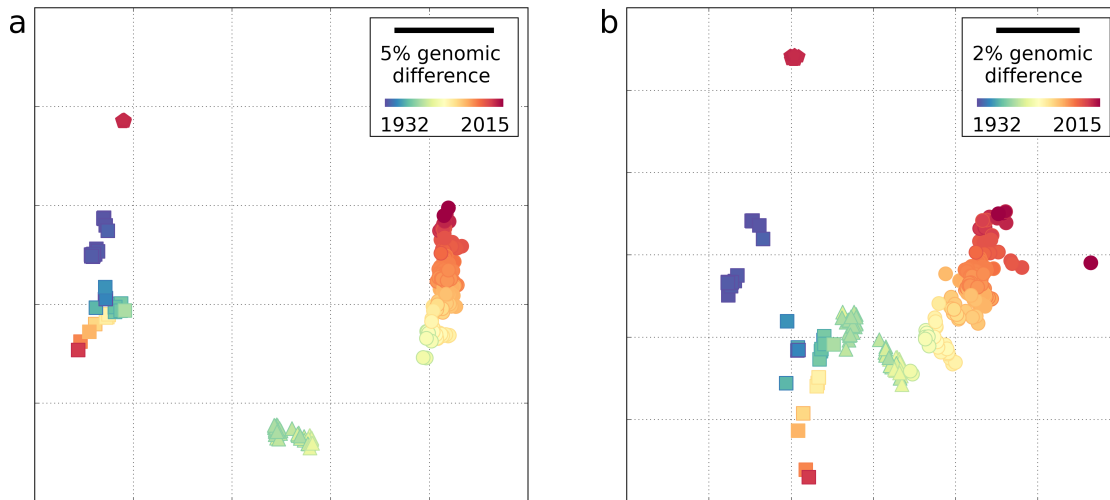 a
5% genomic
difference
1932 2015
b
2% genomic
difference
1932 2015